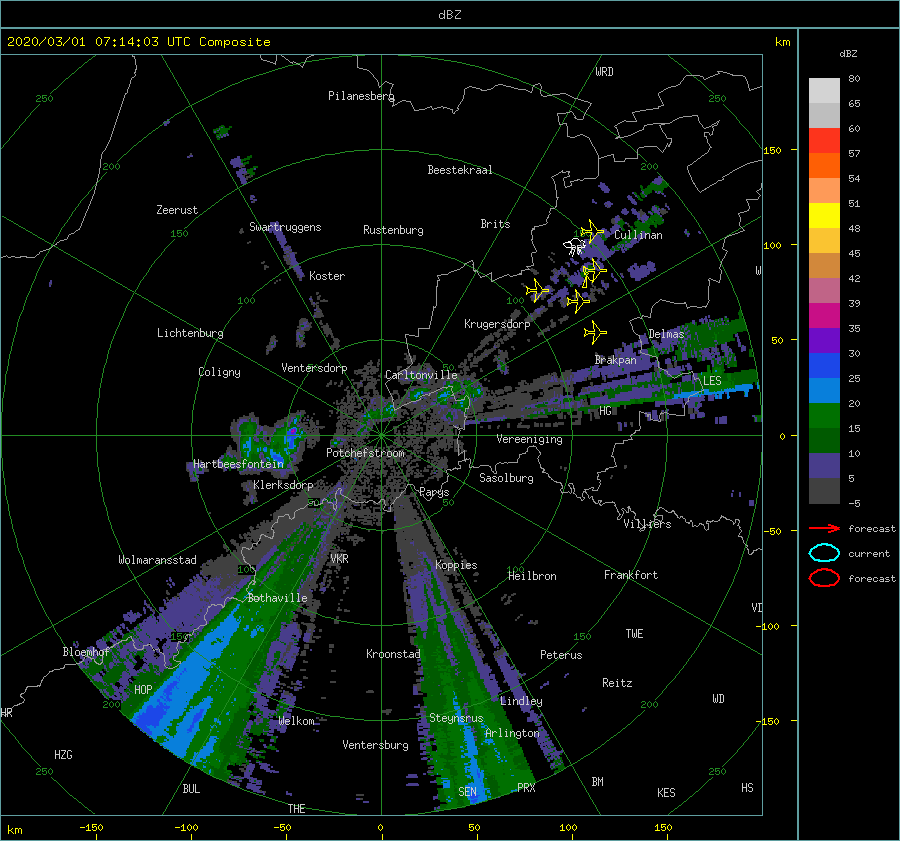 dBZ
2020/03/01 07:14:03 UTC Composite
km
dBZ
WRD
80
250
Pilanesberg
250
65
60
150
57
200
Beestekraal
200
54
Zeerust
51
Brits
Swartruggens
Rustenburg
150
150
Cullinan
48
100
45
W
Koster
42
100
100
39
Krugersdorp
35
Lichtenburg
Delmas
50
30
Brakpan
Coligny
Ventersdorp
50
50
Carltonville
25
LES
20
HG
15
Vereeniging
0
Potchefstroom
10
Hartbeesfontein
Sasolburg
5
Klerksdorp
Parys
50
50
-5
Villiers
forecast
-50
Wolmaransstad
VKR
current
Koppies
100
100
Heilbron
Frankfort
forecast
Bothaville
VD
-100
150
150
TWE
Bloemhof
Kroonstad
Peterus
HOP
Reitz
WD
200
Lindley
200
HR
Welkom
Steynsrus
-150
Arlington
Ventersburg
HZG
250
250
BUL
SEN
PRX
BM
KES
HS
THE
km
-150
-100
-50
0
50
100
150